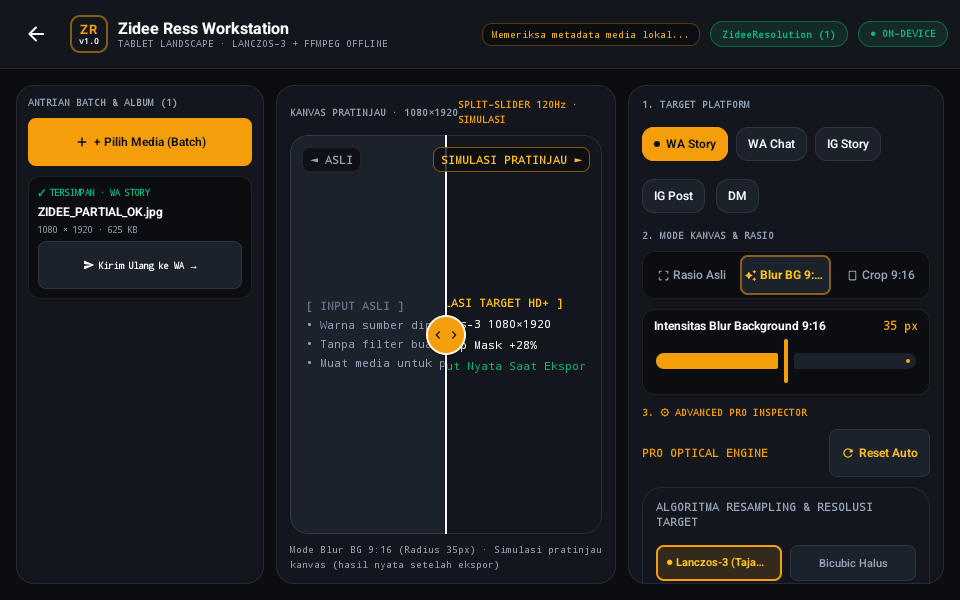 ZR
v1.0
Zidee Ress Workstation
TABLET LANDSCAPE · LANCZOS-3 + FFMPEG OFFLINE
Memeriksa metadata media lokal...
ZideeResolution (1)
● ON-DEVICE
ANTRIAN BATCH & ALBUM (1)
+ + Pilih Media (Batch)
✓ TERSIMPAN · WA STORY
ZIDEE_PARTIAL_OK.jpg
1080 × 1920 · 625 KB
Kirim Ulang ke WA →
KANVAS PRATINJAU · 1080×1920
SPLIT-SLIDER 120Hz ·
SIMULASI
◄ ASLI
SIMULASI PRATINJAU ►
[ INPUT ASLI ]
• Warna sumber dip
• Tanpa filter bua
• Muat media untuk p
LASI TARGET HD+ ]
s-3 1080×1920
p Mask +28%
ut Nyata Saat Ekspor
Mode Blur BG 9:16 (Radius 35px) · Simulasi pratinjau
kanvas (hasil nyata setelah ekspor)
1. TARGET PLATFORM
● WA Story
WA Chat
IG Story
IG Post
DM
2. MODE KANVAS & RASIO
Rasio Asli
Blur BG 9:...
Crop 9:16
Intensitas Blur Background 9:16
35 px
3. ⚙ ADVANCED PRO INSPECTOR
PRO OPTICAL ENGINE
Reset Auto
ALGORITMA RESAMPLING & RESOLUSI
TARGET
● Lanczos-3 (Taja...
Bicubic Halus